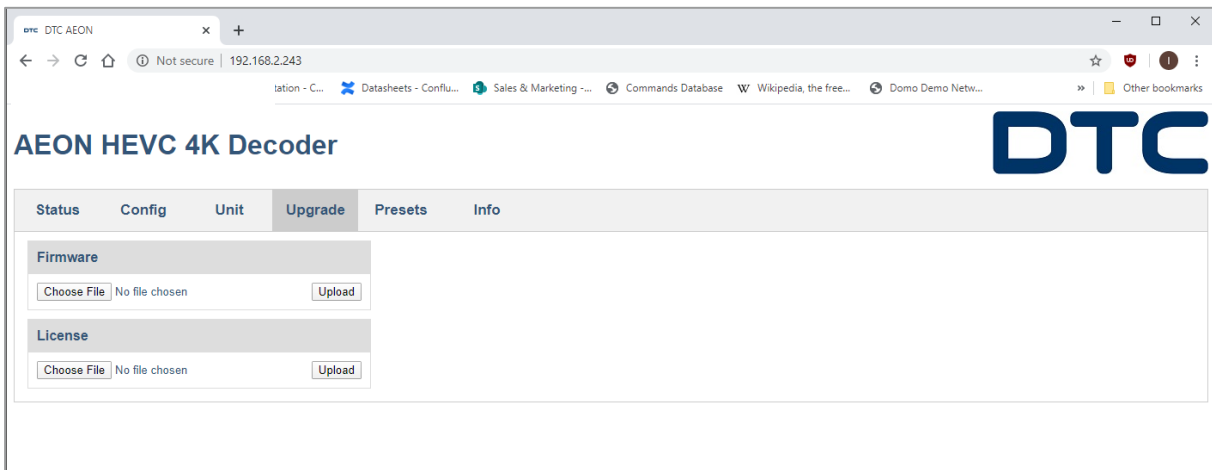 DTC DTC AEON
Not secure | 192.168.2.243
tation - C... Datasheets - Conflu... Sales & Marketing -... Commands Database W Wikipedia, the free... Domo Demo Netw... » Other bookmarks
AEON HEVC 4K Decoder
DTC
Status Config Unit Upgrade Presets Info
Firmware
Choose File No file chosen Upload
License
Choose File No file chosen Upload